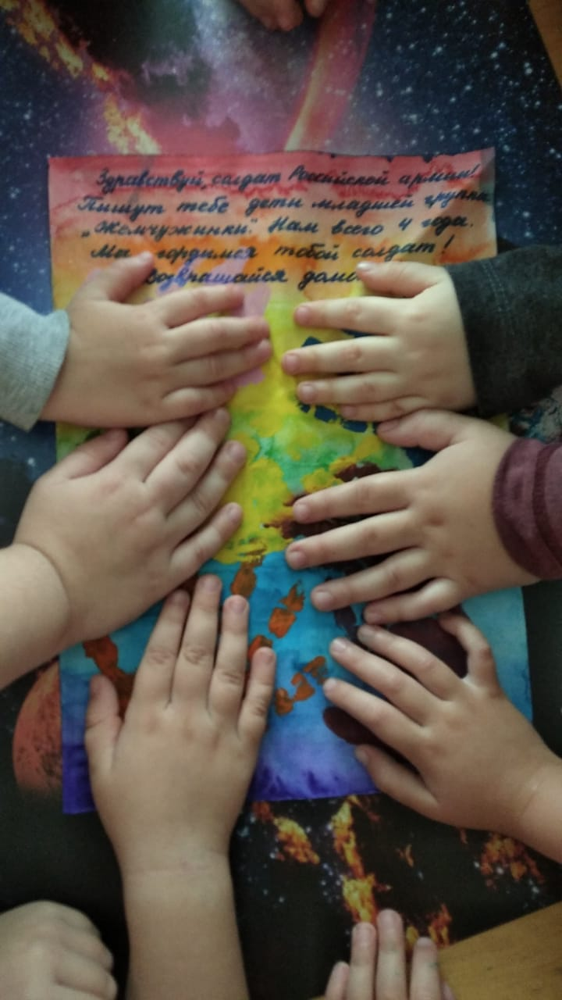 Здравствуй, солдат Российской армии!
Пишут тебе дети младшей группы
„Жемчужинки". Нам всего 4 года.
Мы гордимся тобой солдат!
Возвращайся